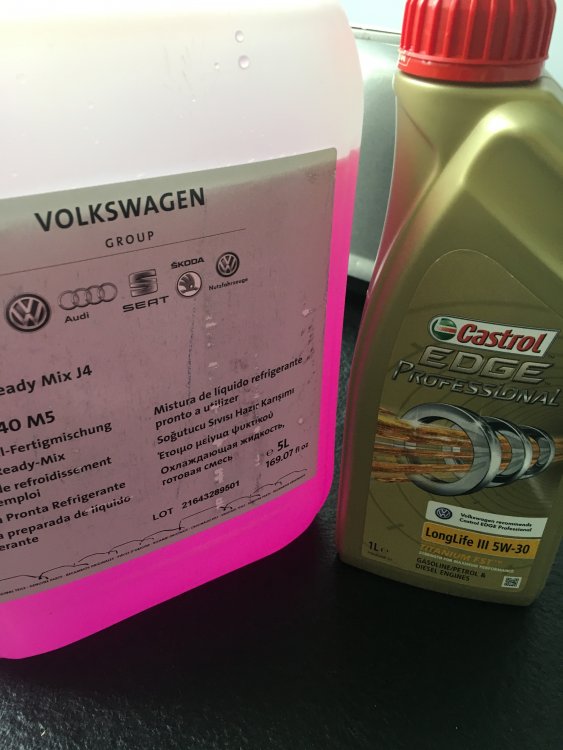 VOLKSWAGEN
GROUP
Audi
SEAT
ŠKODA
Nutzfahrzeuge
eady Mix J4
40 M5
l-Fertigmischung
Ready-Mix
de refroidissement
emploi
a Pronta Refrigerante
a preparada de líquido
erante
Mistura de líquido refrigerante
pronto a utilizer
Soğutucu Sıvısı Hazır Karışımı
Έτοιμο μείγμα ψυκτικού
Охлаждающая жидкость,
готовая смесь
℮ 5L
169.07 fl oz
LOT 21643289501
Castrol
EDGE
PROFESSIONAL
Volkswagen recommends
Castrol EDGE Professional
LongLife III 5W-30
TITANIUM FST
1L ℮
GASOLINE/PETROL &
DIESEL ENGINES